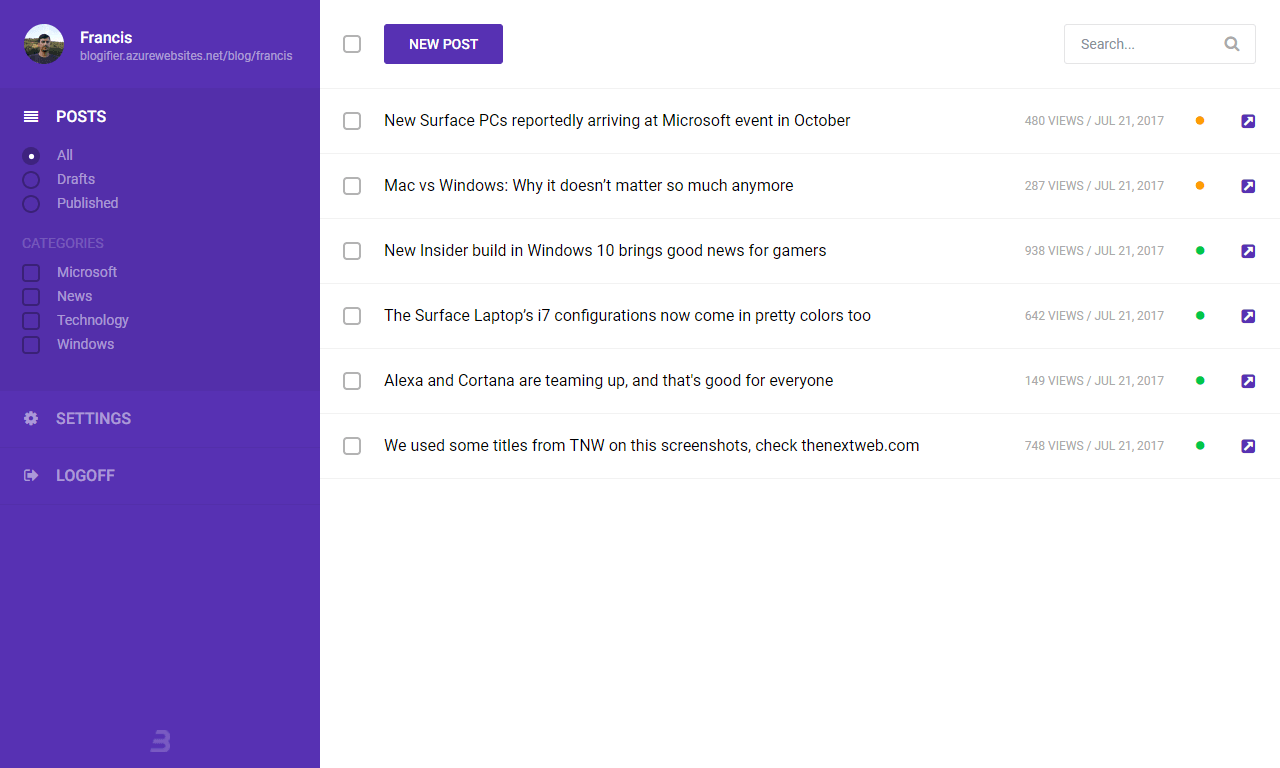 Francis
blogifier.azurewebsites.net/blog/francis
POSTS
All
Drafts
Published
CATEGORIES
Microsoft
News
Technology
Windows
SETTINGS
LOGOFF
NEW POST
Search...
New Surface PCs reportedly arriving at Microsoft event in October 480 VIEWS / JUL 21, 2017
Mac vs Windows: Why it doesn’t matter so much anymore 287 VIEWS / JUL 21, 2017
New Insider build in Windows 10 brings good news for gamers 938 VIEWS / JUL 21, 2017
The Surface Laptop’s i7 configurations now come in pretty colors too 642 VIEWS / JUL 21, 2017
Alexa and Cortana are teaming up, and that's good for everyone 149 VIEWS / JUL 21, 2017
We used some titles from TNW on this screenshots, check thenextweb.com 748 VIEWS / JUL 21, 2017